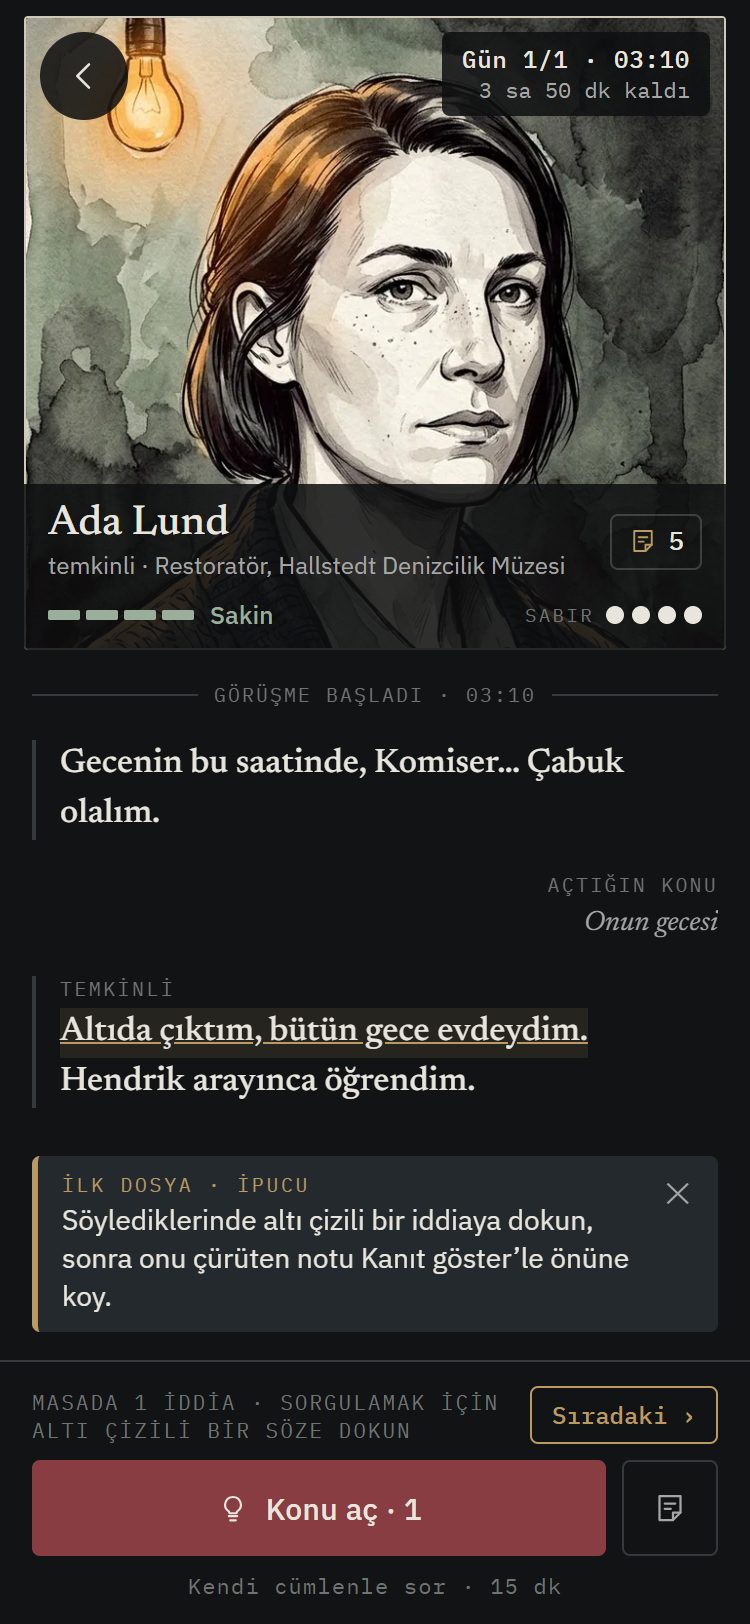 Gün 1/1 · 03:10
3 sa 50 dk kaldı
Ada Lund
temkinli · Restoratör, Hallstedt Denizcilik Müzesi
5
Sakin
SABIR
GÖRÜŞME BAŞLADI · 03:10
Gecenin bu saatinde, Komiser… Çabuk
olalım.
AÇTIĞIN KONU
Onun gecesi
TEMKİNLİ
Altıda çıktım, bütün gece evdeydim.
Hendrik arayınca öğrendim.
İLK DOSYA · İPUCU
Söylediklerinde altı çizili bir iddiaya dokun,
sonra onu çürüten notu Kanıt göster’le önüne
koy.
MASADA 1 İDDİA · SORGULAMAK İÇİN
ALTI ÇİZİLİ BİR SÖZE DOKUN
Sıradaki ›
Konu aç · 1
Kendi cümlenle sor · 15 dk